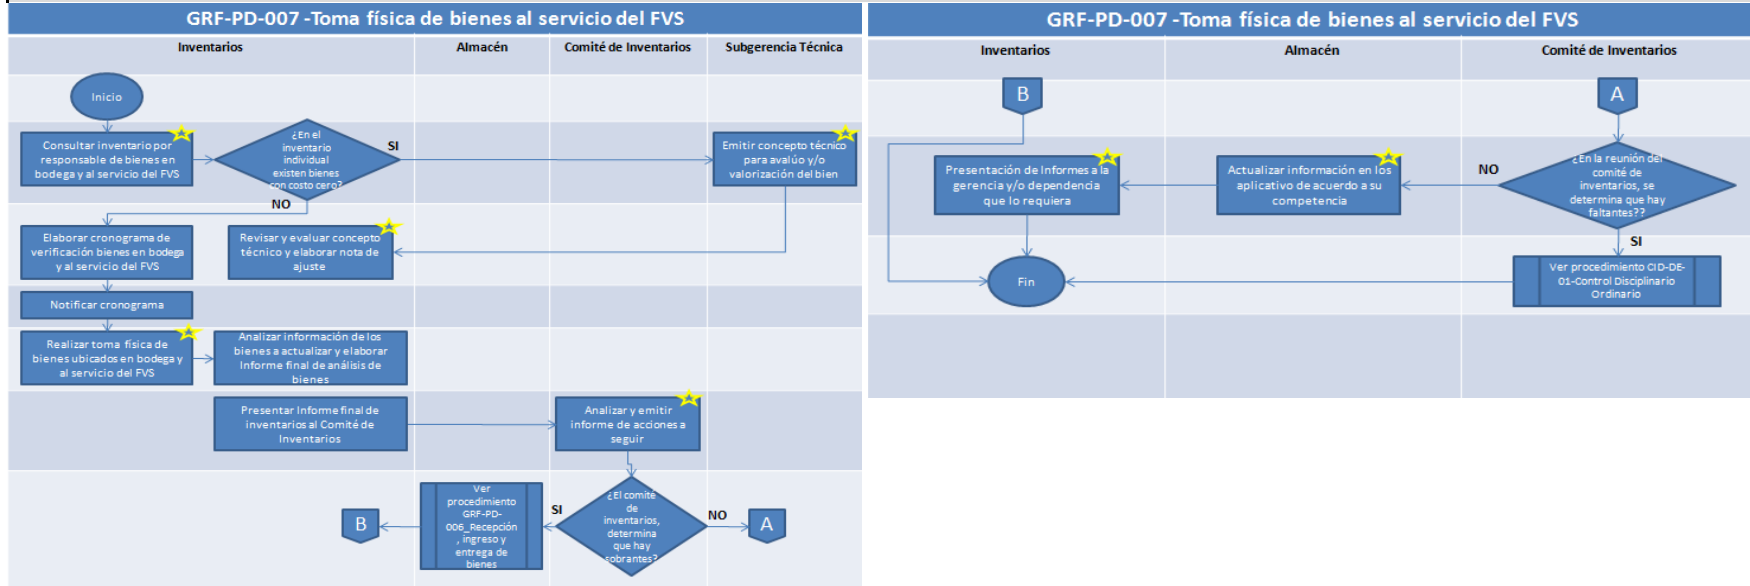 GRF-PD-007 -Toma física de bienes al servicio del FVS
Inventarios
Almacén
Comité de Inventarios
Subgerencia Técnica
Inicio
Consultar inventario por
responsable de bienes en
bodega y al servicio del FVS
¿En el
inventario
individual
existen bienes
con costo cero?
SI
Emitir concepto técnico
para avalúo y/o
valorización del bien
NO
Elaborar cronograma de
verificación bienes en bodega
y al servicio del FVS
Revisar y evaluar concepto
técnico y elaborar nota de
ajuste
Notificar cronograma
Realizar toma física de
bienes ubicados en bodega y
al servicio del FVS
Analizar información de los
bienes a actualizar y elaborar
Informe final de análisis de
bienes
Presentar Informe final de
inventarios al Comité de
Inventarios
Analizar y emitir
informe de acciones a
seguir
B
Ver
procedimiento
GRF-PD-
006_Recepción
, ingreso y
entrega de
bienes
SI
¿El comité
de
inventarios,
determina
que hay
sobrantes?
NO
A
GRF-PD-007 -Toma física de bienes al servicio del FVS
Inventarios
Almacén
Comité de Inventarios
B
A
Presentación de Informes a la
gerencia y/o dependencia
que lo requiera
Actualizar información en los
aplicativo de acuerdo a su
competencia
NO
¿En la reunión del
comité de
inventarios, se
determina que hay
faltantes??
SI
Fin
Ver procedimiento CID-DE-
01-Control Disciplinario
Ordinario